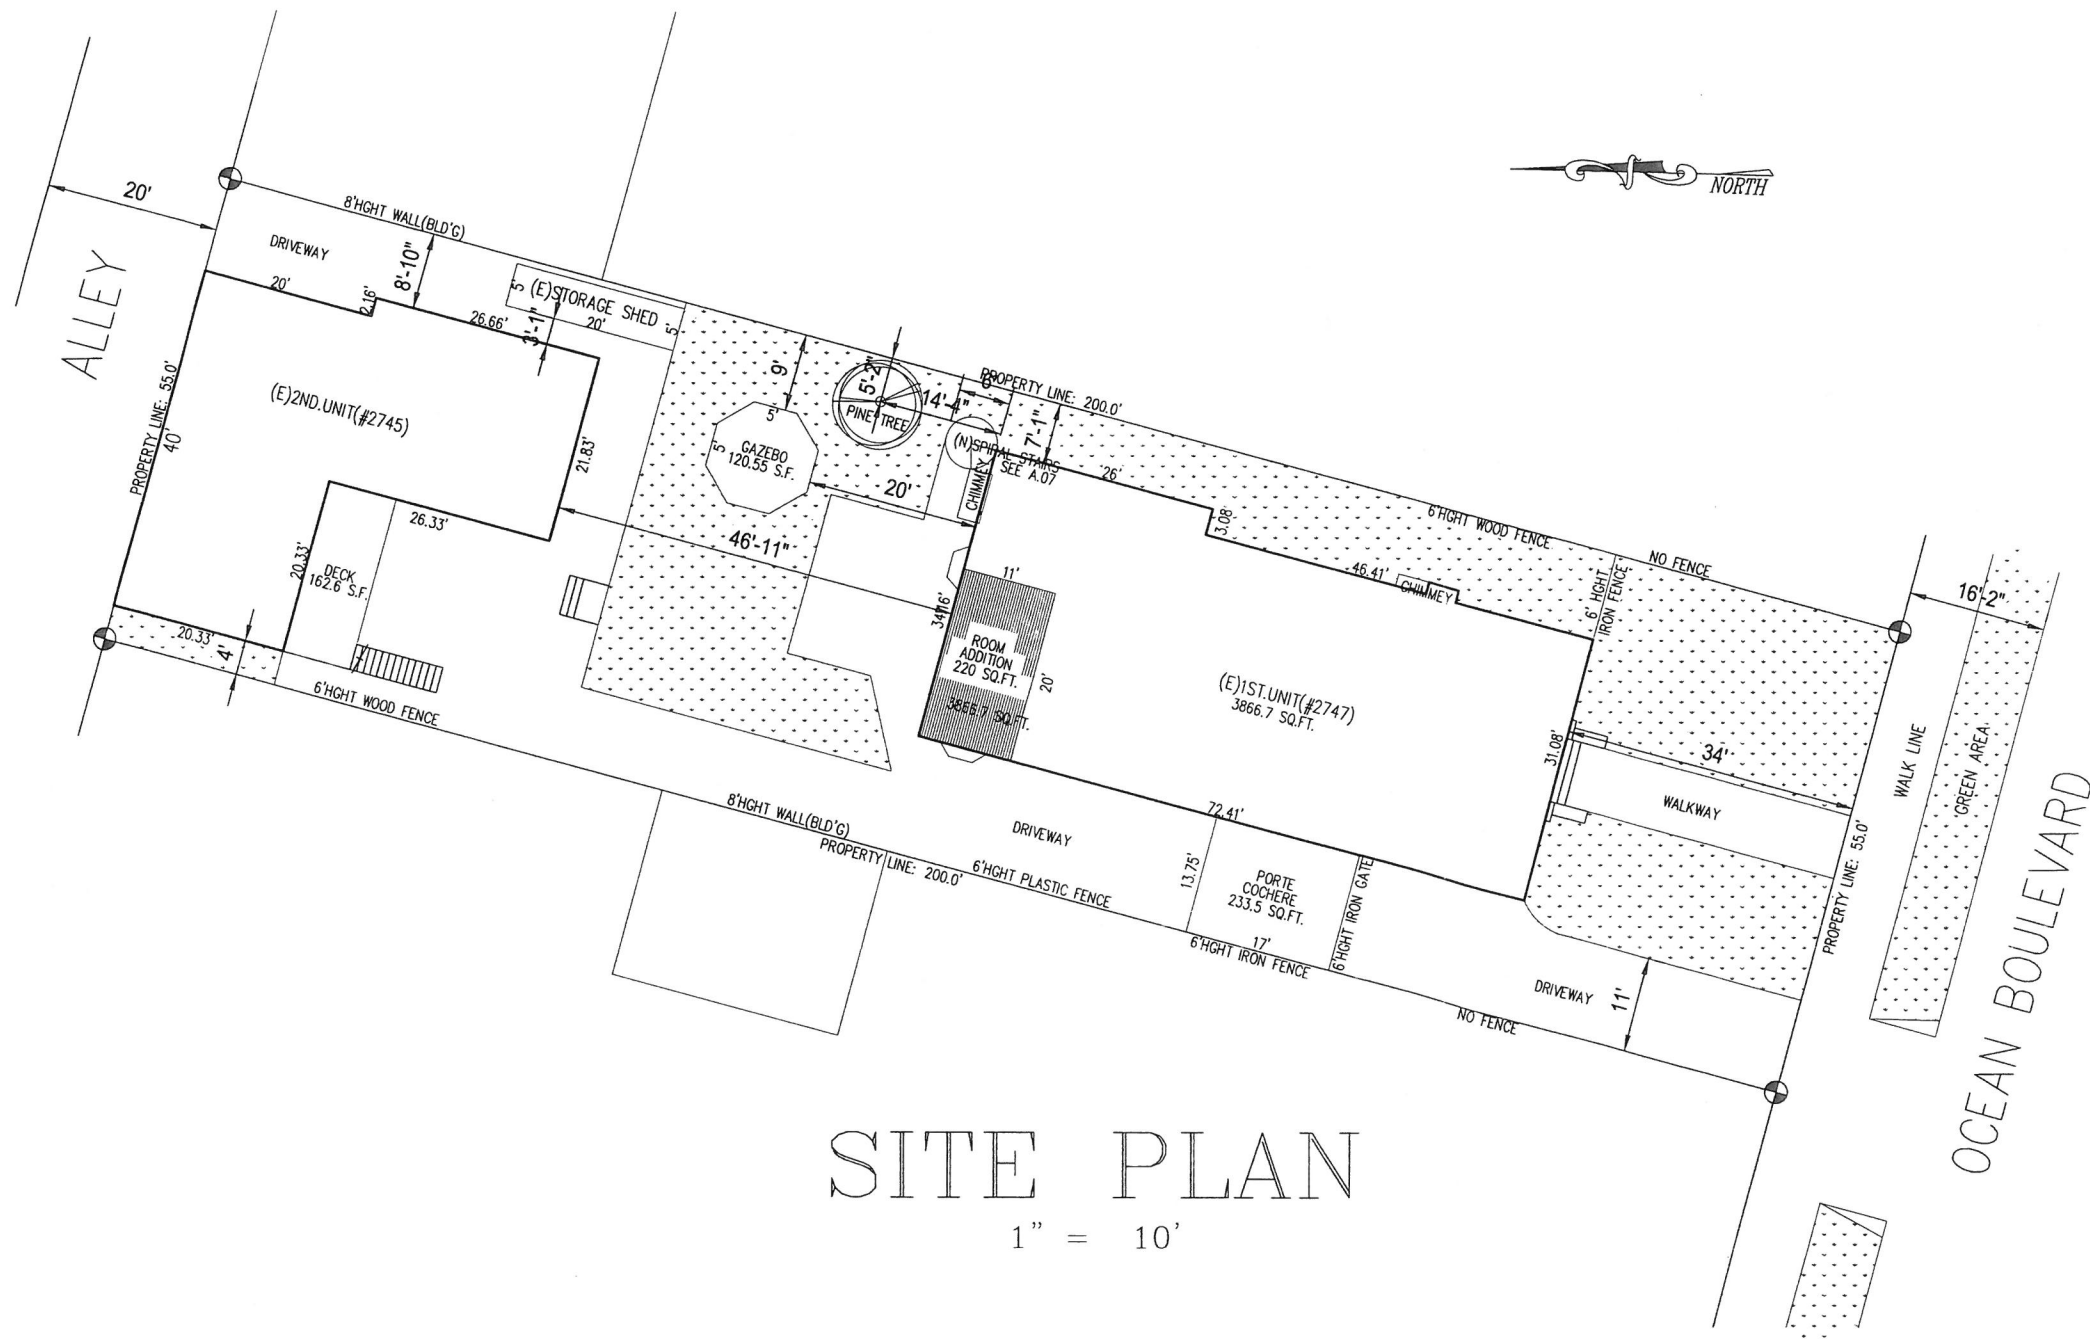 NORTH
20'
ALLEY
8'HGHT WALL(BLD'G)
DRIVEWAY
8'-10"
20'
2.16'
26.66'
5'
(E)STORAGE SHED
20'
5'
3'-1"
PROPERTY LINE: 55.0'
40'
(E)2ND.UNIT(#2745)
21.83'
26.33'
20.33'
DECK
162.6 S.F.
20.33'
4'
6'HGHT WOOD FENCE
9'
5'
5'
GAZEBO
120.55 S.F.
5'-2"
PINE TREE
14'-4"
6'
PROPERTY LINE: 200.0'
7'-1"
(N)SPIRAL STAIRS
SEE A.07
CHIMNEY
20'
46'-11"
26'
3.08'
6'HGHT WOOD FENCE
NO FENCE
46.41'
CHIMNEY
6' HGHT
IRON FENCE
16'-2"
11'
34.16'
ROOM
ADDITION
220 SQ.FT.
3866.7 SQ.FT.
20'
(E)1ST.UNIT(#2747)
3866.7 SQ.FT.
31.08'
34'
WALKWAY
WALK LINE
GREEN AREA
OCEAN BOULEVARD
PROPERTY LINE: 55.0'
72.41'
8'HGHT WALL(BLD'G)
PROPERTY LINE: 200.0'
DRIVEWAY
6'HGHT PLASTIC FENCE
13.75'
PORTE
COCHERE
233.5 SQ.FT.
17'
6'HGHT IRON GATE
6'HGHT IRON FENCE
DRIVEWAY
11'
NO FENCE
SITE PLAN
1" = 10'